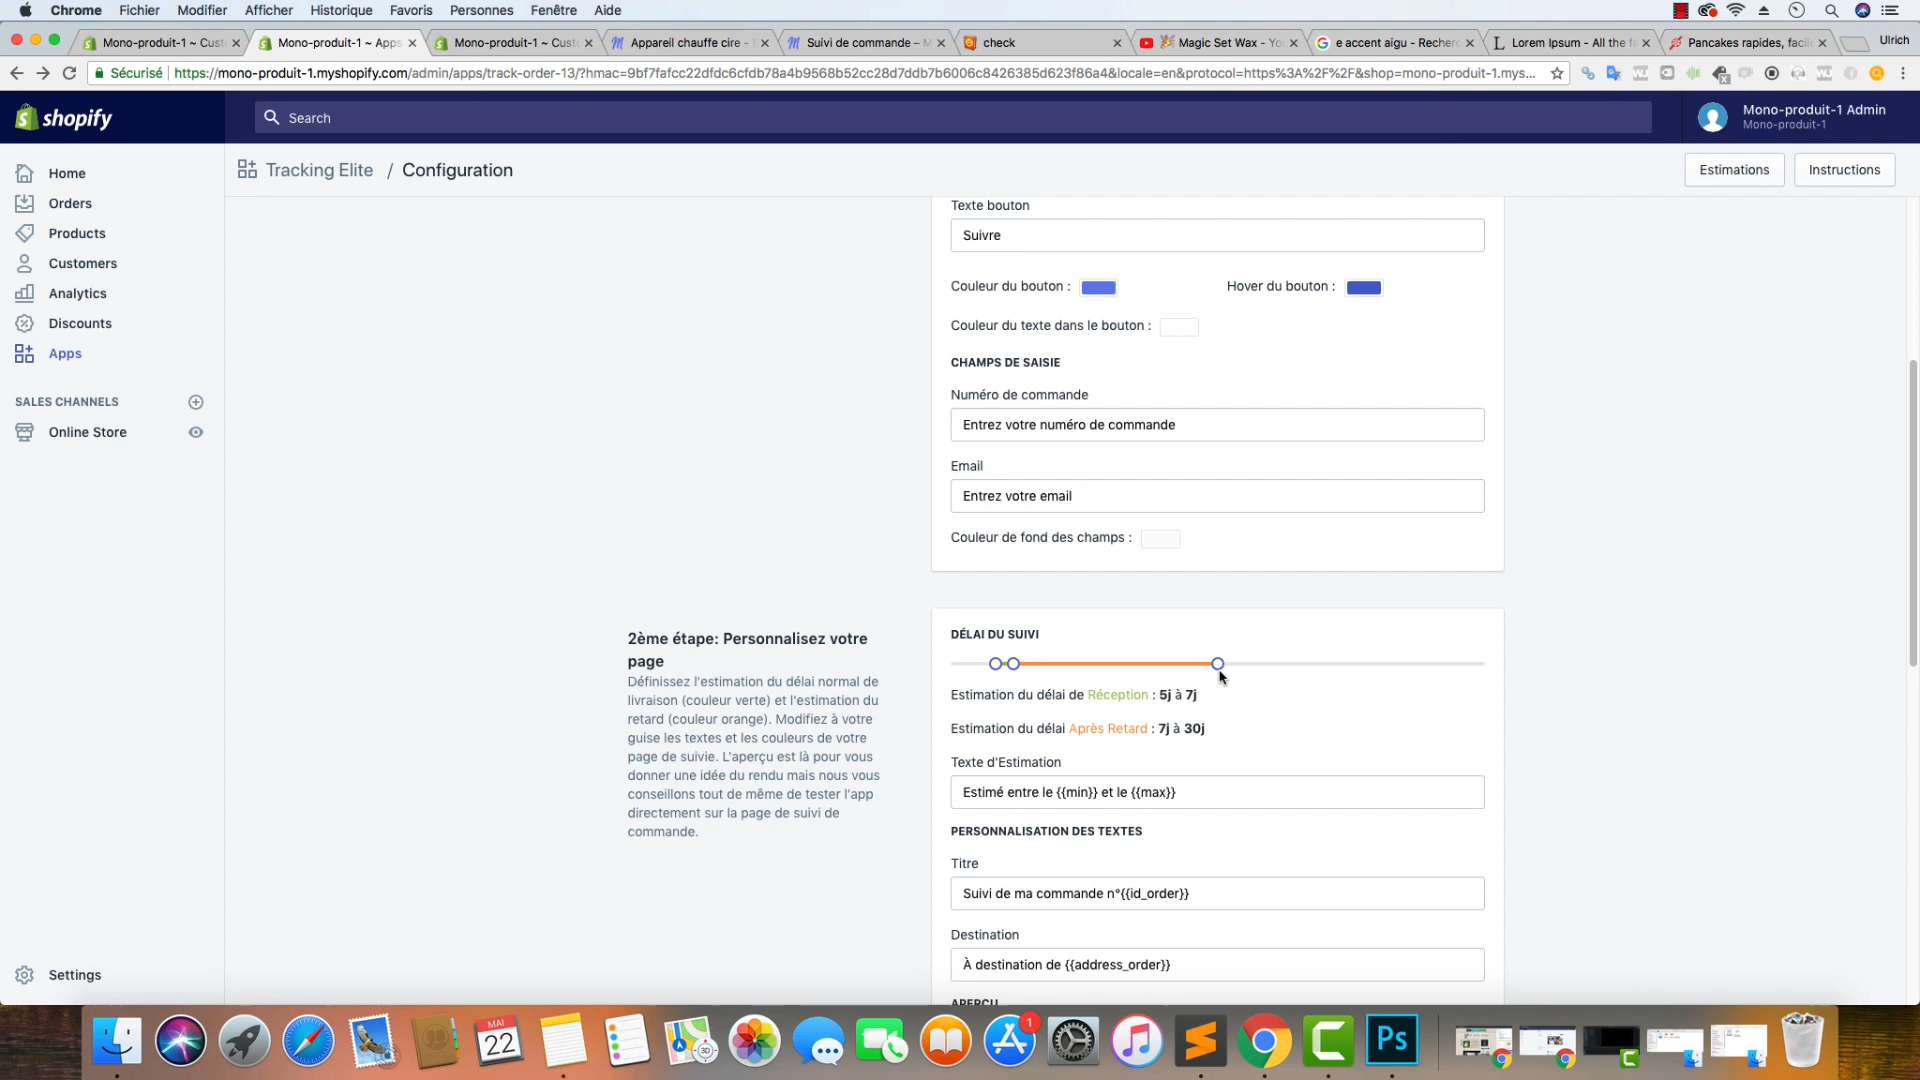 Chrome Fichier Modifier Afficher Historique Favoris Personnes Fenêtre Aide
Mono-produit-1 ~ Cust
Mono-produit-1 ~ Apps
Mono-produit-1 ~ Cust
Appareil chauffe cire -
Suivi de commande – M
check
Magic Set Wax - Yo
e accent aigu - Recher
Lorem Ipsum - All the fa
Pancakes rapides, facil
Ulrich
Sécurisé https://mono-produit-1.myshopify.com/admin/apps/track-order-13/?hmac=9bf7fafcc22dfdc6cfdb78a4b9568b52cc28d7ddb7b6006c8426385d623f86a4&locale=en&protocol=https%3A%2F%2F&shop=mono-produit-1.mys...
shopify
Search
Mono-produit-1 Admin
Mono-produit-1
Home
Orders
Products
Customers
Analytics
Discounts
Apps
SALES CHANNELS
Online Store
Settings
Tracking Elite / Configuration
Estimations
Instructions
Texte bouton
Suivre
Couleur du bouton :
Hover du bouton :
Couleur du texte dans le bouton :
CHAMPS DE SAISIE
Numéro de commande
Entrez votre numéro de commande
Email
Entrez votre email
Couleur de fond des champs :
2ème étape: Personnalisez votre
page
Définissez l'estimation du délai normal de
livraison (couleur verte) et l'estimation du
retard (couleur orange). Modifiez à votre
guise les textes et les couleurs de votre
page de suivie. L'aperçu est là pour vous
donner une idée du rendu mais nous vous
conseillons tout de même de tester l'app
directement sur la page de suivi de
commande.
DÉLAI DU SUIVI
Estimation du délai de Réception : 5j à 7j
Estimation du délai Après Retard : 7j à 30j
Texte d'Estimation
Estimé entre le {{min}} et le {{max}}
PERSONNALISATION DES TEXTES
Titre
Suivi de ma commande n°{{id_order}}
Destination
À destination de {{address_order}}
APERÇU
MAI
22
3D
1
Ps